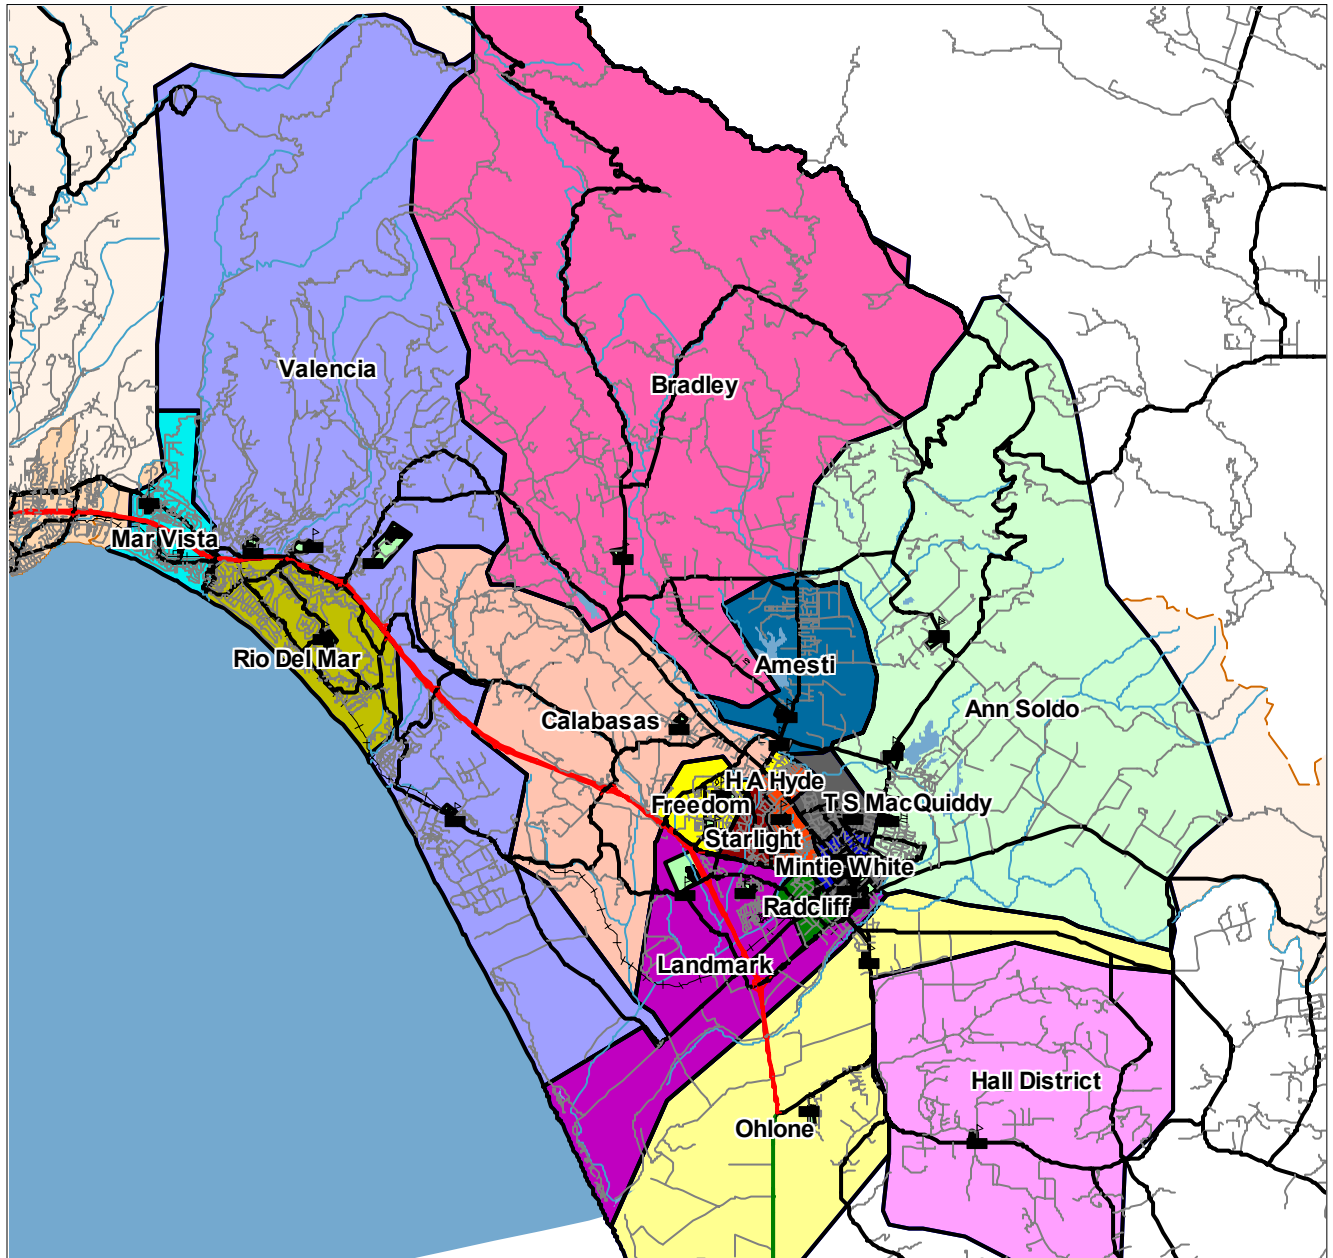 Valencia
Bradley
Mar Vista
Rio Del Mar
Amesti
Calabasas
Ann Soldo
H A Hyde
Freedom
T S MacQuiddy
Starlight
Mintie White
Radcliff
Landmark
Hall District
Ohlone